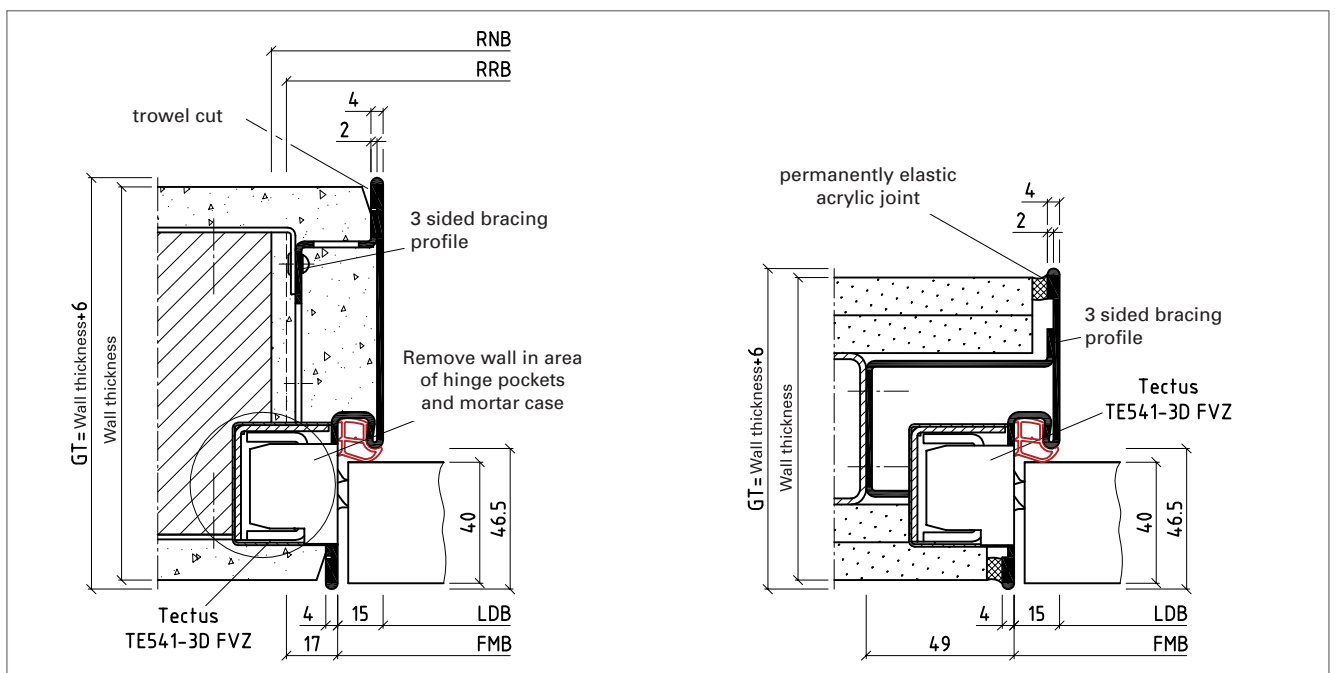 RNB
RRB
4
2
trowel cut
3 sided bracing
profile
GT = Wall thickness+6
Wall thickness
Remove wall in area
of hinge pockets
and mortar case
40
46.5
Tectus
TE541-3D FVZ
4
15
LDB
17
FMB
permanently elastic
acrylic joint
4
2
3 sided bracing
profile
GT = Wall thickness+6
Wall thickness
Tectus
TE541-3D FVZ
40
46.5
4
15
LDB
49
FMB